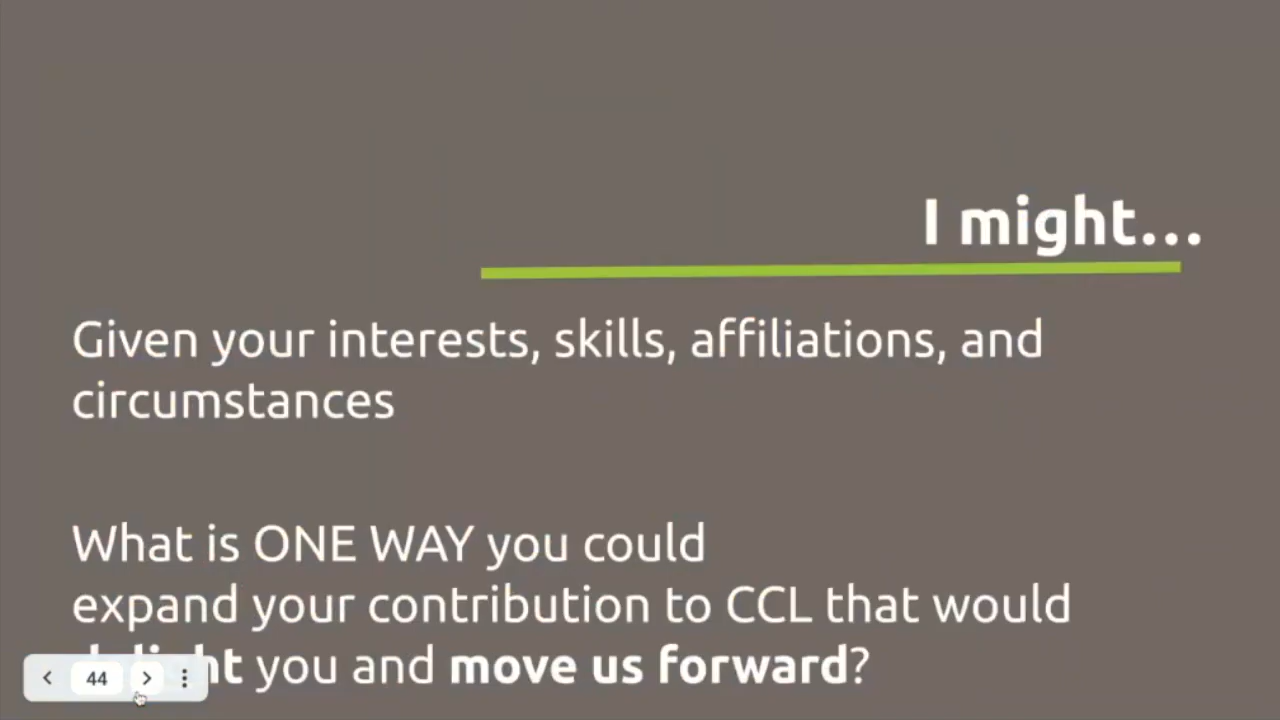 I might...
Given your interests, skills, affiliations, and
circumstances
What is ONE WAY you could
expand your contribution to CCL that would
delight you and move us forward?
44